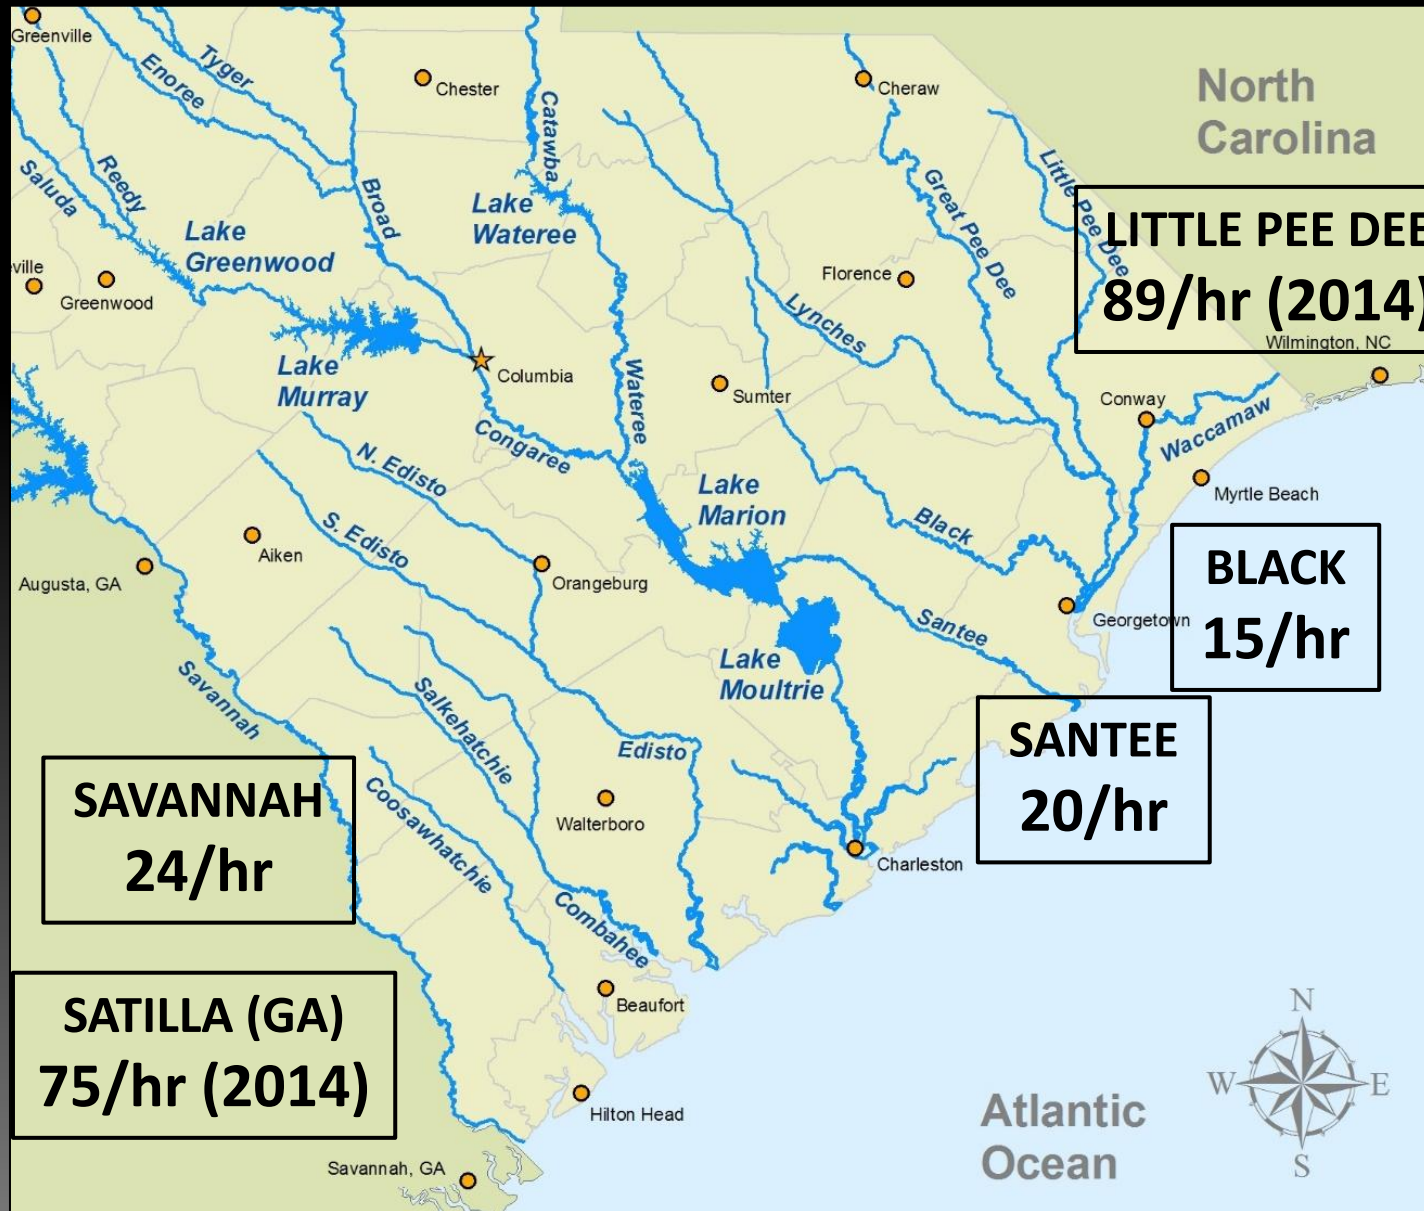 Greenville
Tyger
Enoree
Chester
Catawba
Cheraw
North
Carolina
Saluda
Reedy
Broad
Lake
Wateree
Great Pee Dee
Little Pee Dee
LITTLE PEE DEE
89/hr (2014)
Lake
Greenwood
ville
Greenwood
Florence
Lynches
Wilmington, NC
Lake
Murray
Columbia
Wateree
Sumter
Conway
Waccamaw
Congaree
N. Edisto
Lake
Marion
Myrtle Beach
S. Edisto
Aiken
Orangeburg
Black
BLACK
15/hr
Augusta, GA
Santee
Georgetown
Savannah
Salkehatchie
Lake
Moultrie
SANTEE
20/hr
Edisto
SAVANNAH
24/hr
Coosawhatchie
Walterboro
Charleston
Combahee
SATILLA (GA)
75/hr (2014)
Beaufort
Hilton Head
Atlantic
Ocean
N
W
E
S
Savannah, GA